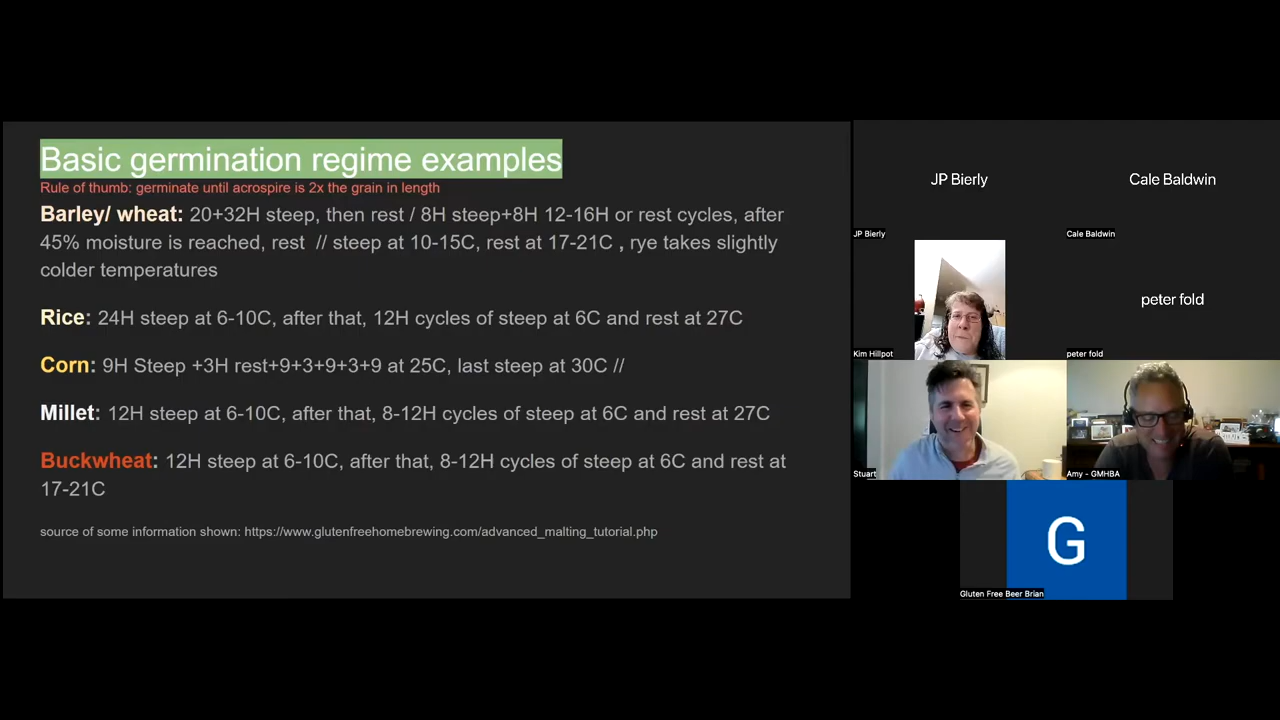 Basic germination regime examples
Rule of thumb: germinate until acrospire is 2x the grain in length
Barley/ wheat: 20+32H steep, then rest / 8H steep+8H 12-16H or rest cycles, after
45% moisture is reached, rest // steep at 10-15C, rest at 17-21C , rye takes slightly
colder temperatures
Rice: 24H steep at 6-10C, after that, 12H cycles of steep at 6C and rest at 27C
Corn: 9H Steep +3H rest+9+3+9+3+9 at 25C, last steep at 30C //
Millet: 12H steep at 6-10C, after that, 8-12H cycles of steep at 6C and rest at 27C
Buckwheat: 12H steep at 6-10C, after that, 8-12H cycles of steep at 6C and rest at
17-21C
source of some information shown: https://www.glutenfreehomebrewing.com/advanced_malting_tutorial.php
JP Bierly
Cale Baldwin
JP Bierly
Cale Baldwin
peter fold
Kim Hillpot
peter fold
Stuart
Amy - GMHBA
G
Gluten Free Beer Brian